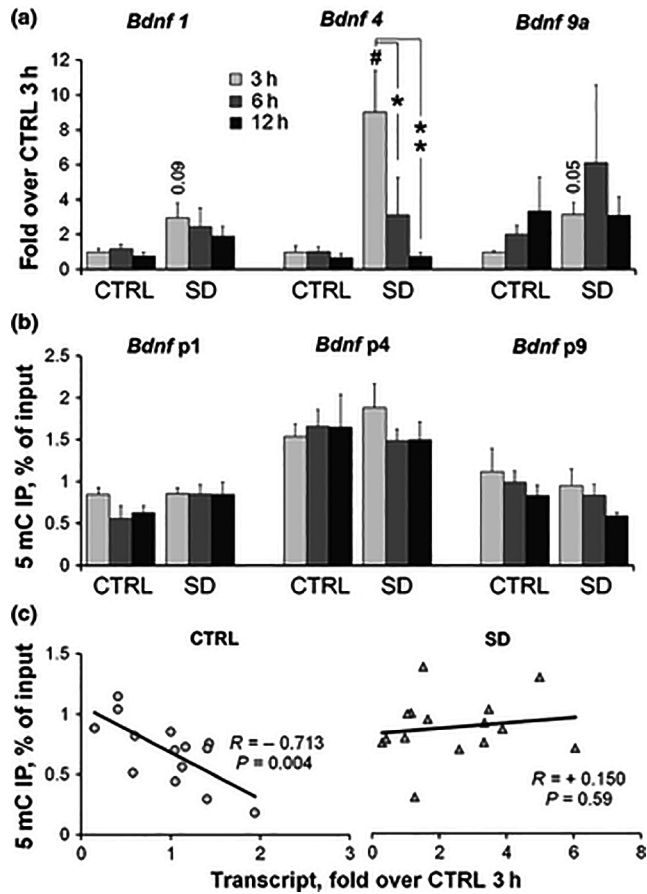 (a)
Bdnf 1 Bdnf 4 Bdnf 9a
Fold over CTRL 3 h
12
10
8
6
4
2
0
3 h
6 h
12 h
0.09
#
*
**
0.05
CTRL SD CTRL SD CTRL SD
(b)
Bdnf p1 Bdnf p4 Bdnf p9
5 mC IP, % of input
2.5
2
1.5
1
0.5
0
CTRL SD CTRL SD CTRL SD
(c)
CTRL SD
5 mC IP, % of input
1.5
1
0.5
0
R = − 0.713
P = 0.004
R = + 0.150
P = 0.59
0 1 2 3 0 2 4 6 8
Transcript, fold over CTRL 3 h